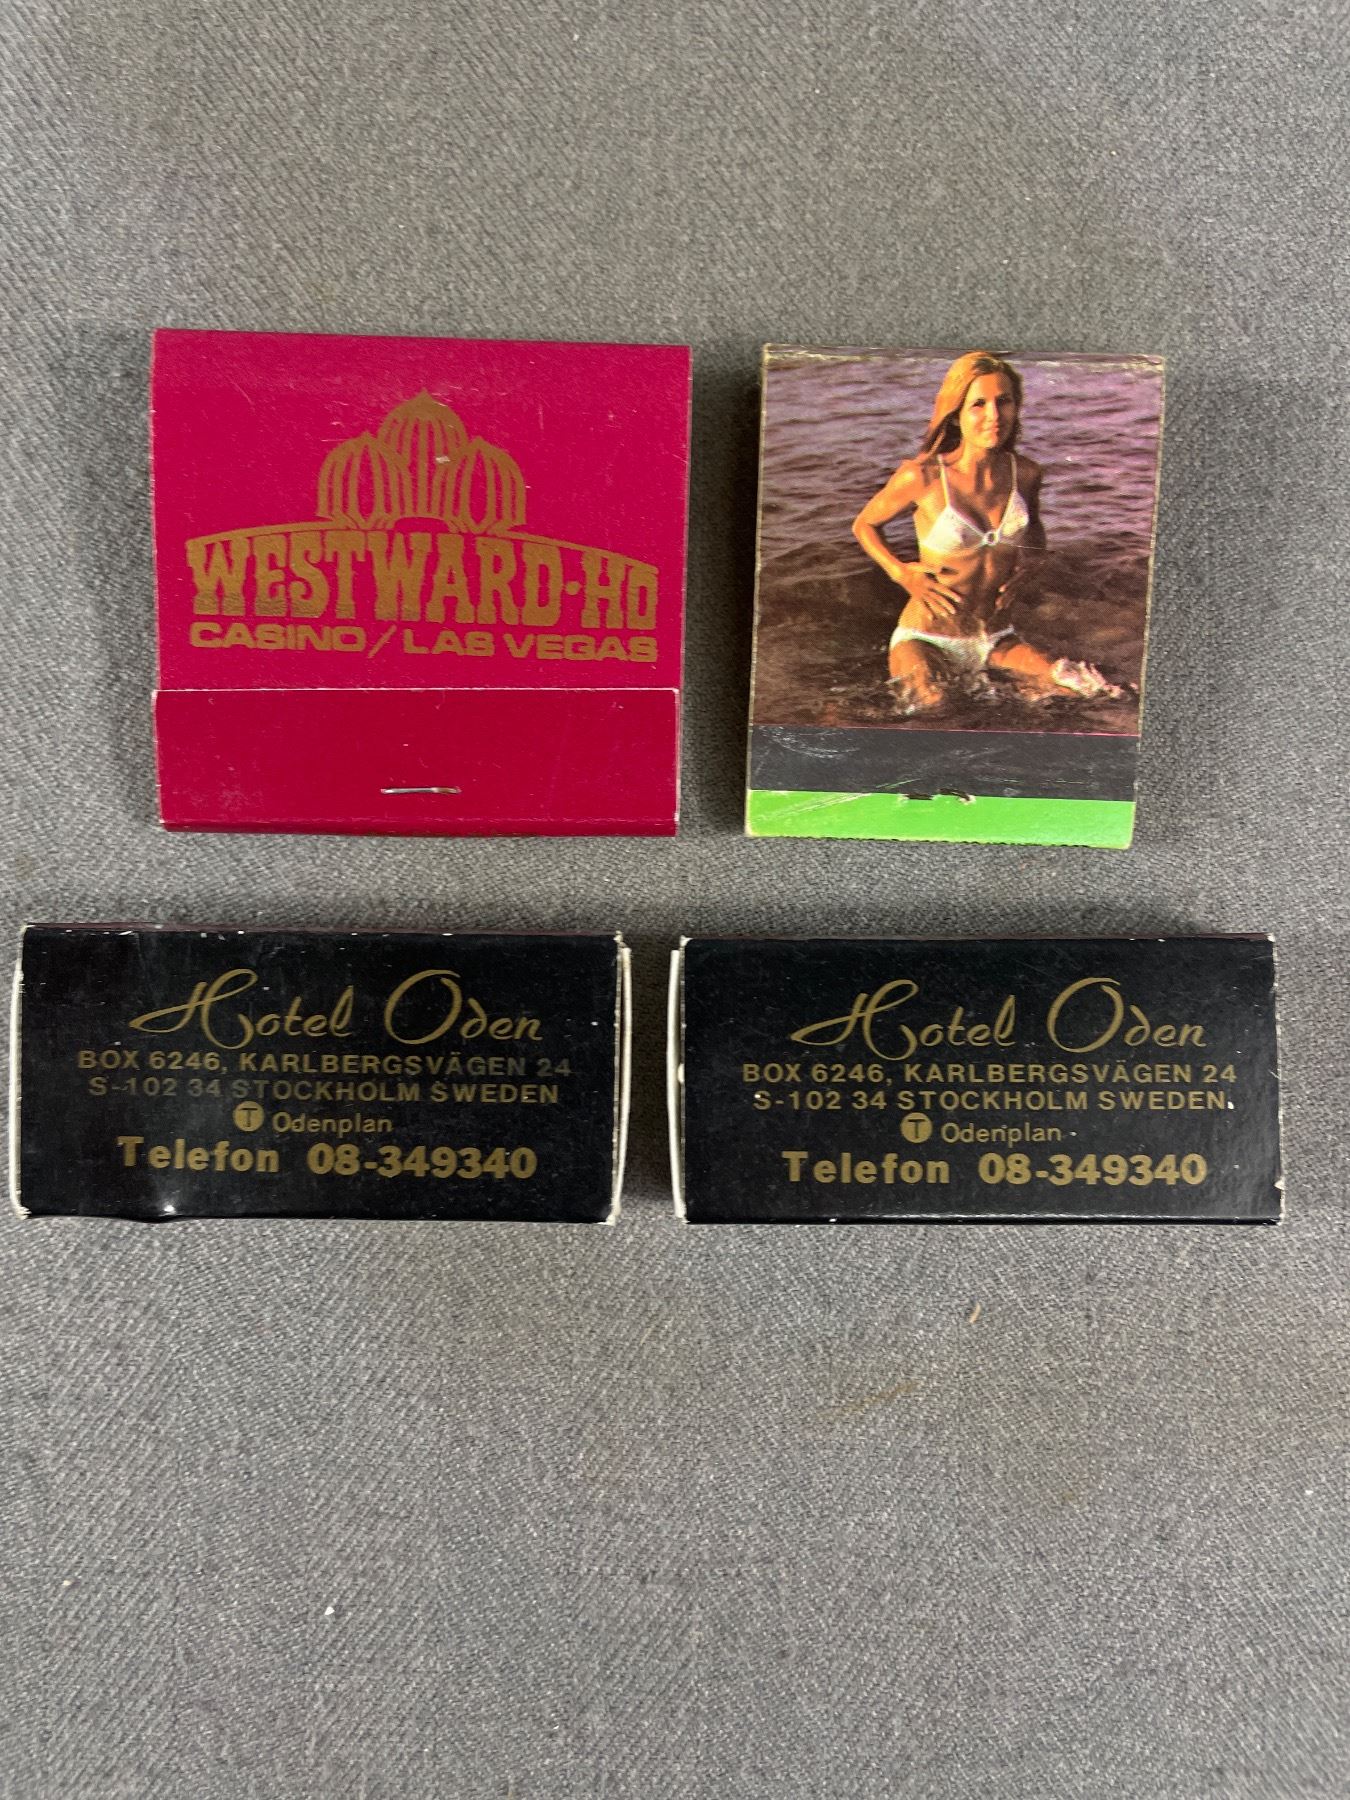 WESTWARD-HO
CASINO/LAS VEGAS
Hotel Oden
BOX 6246, KARLBERGSVÄGEN 24
S-102 34 STOCKHOLM SWEDEN
T Odenplan
Telefon 08-349340
Hotel Oden
BOX 6246, KARLBERGSVÄGEN 24
S-102 34 STOCKHOLM SWEDEN
T Odenplan
Telefon 08-349340